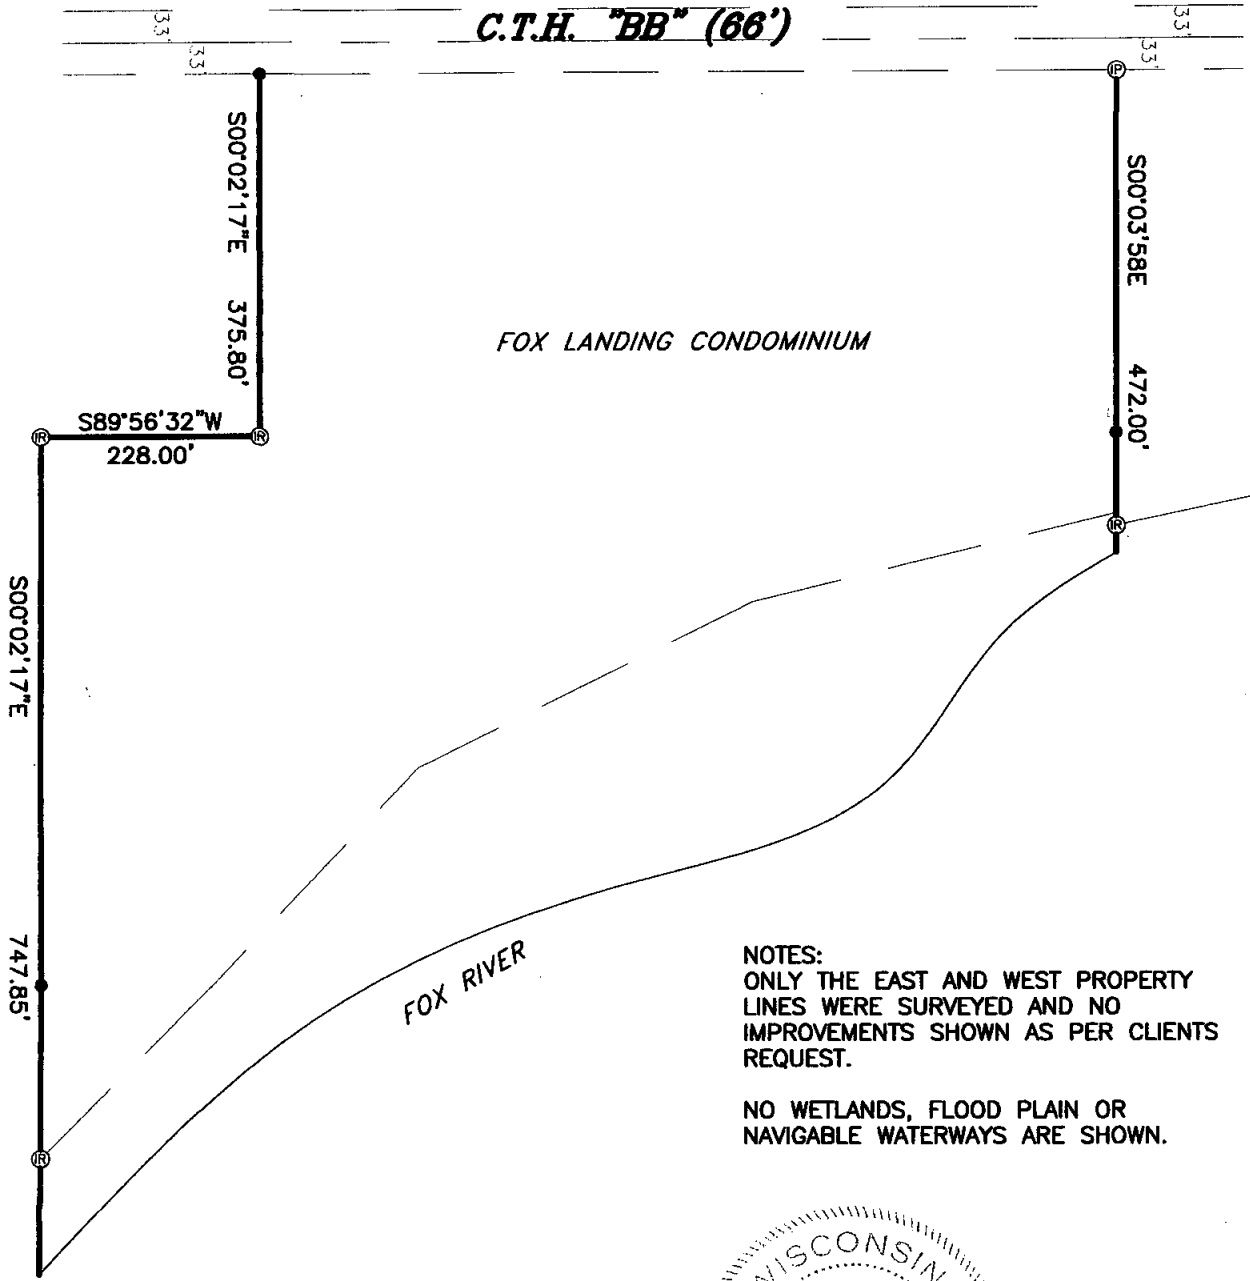 C.T.H. "BB" (66')
33'
33'
33'
33'
S00°02'17"E 375.80'
S00°03'58E 472.00'
FOX LANDING CONDOMINIUM
S89°56'32"W
228.00'
IP
IR
IR
IR
IR
S00°02'17"E 747.85'
FOX RIVER
NOTES:
ONLY THE EAST AND WEST PROPERTY
LINES WERE SURVEYED AND NO
IMPROVEMENTS SHOWN AS PER CLIENTS
REQUEST.
NO WETLANDS, FLOOD PLAIN OR
NAVIGABLE WATERWAYS ARE SHOWN.
WISCONSIN